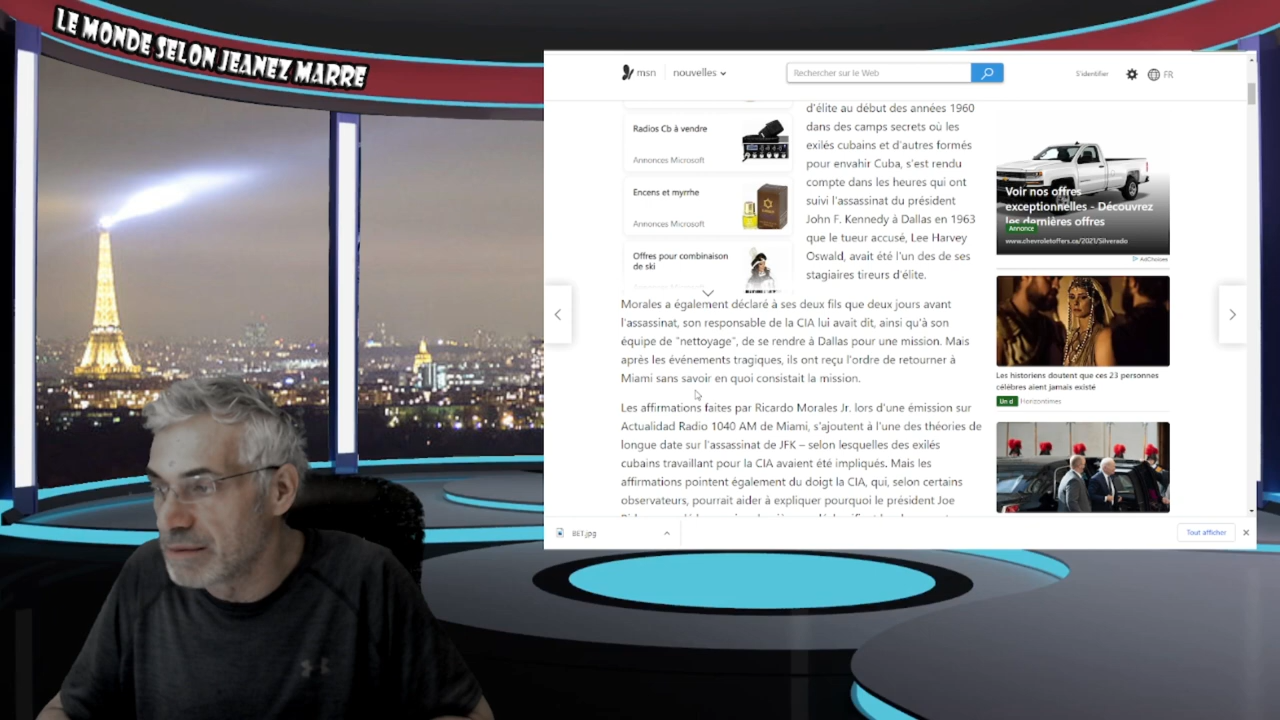 LE MONDE SELON JEANEZ MARRE
msn
nouvelles
Rechercher sur le Web
S'identifier
FR
Radios Cb à vendre
Annonces Microsoft
Encens et myrrhe
Annonces Microsoft
Offres pour combinaison
de ski
d'élite au début des années 1960
dans des camps secrets où les
exilés cubains et d'autres formés
pour envahir Cuba, s'est rendu
compte dans les heures qui ont
suivi l'assassinat du président
John F. Kennedy à Dallas en 1963
que le tueur accusé, Lee Harvey
Oswald, avait été l'un des de ses
stagiaires tireurs d'élite.
Morales a également déclaré à ses deux fils que deux jours avant
l'assassinat, son responsable de la CIA lui avait dit, ainsi qu'à son
équipe de "nettoyage", de se rendre à Dallas pour une mission. Mais
après les événements tragiques, ils ont reçu l'ordre de retourner à
Miami sans savoir en quoi consistait la mission.
Les affirmations faites par Ricardo Morales Jr. lors d'une émission sur
Actualidad Radio 1040 AM de Miami, s'ajoutent à l'une des théories de
longue date sur l'assassinat de JFK – selon lesquelles des exilés
cubains travaillant pour la CIA avaient été impliqués. Mais les
affirmations pointent également du doigt la CIA, qui, selon certains
observateurs, pourrait aider à expliquer pourquoi le président Joe
Voir nos offres
exceptionnelles - Découvrez
les dernières offres
Annonce
www.chevroletoffers.ca/2021/Silverado
AdChoices
Les historiens doutent que ces 23 personnes
célèbres aient jamais existé
Horizontimes
Tout afficher